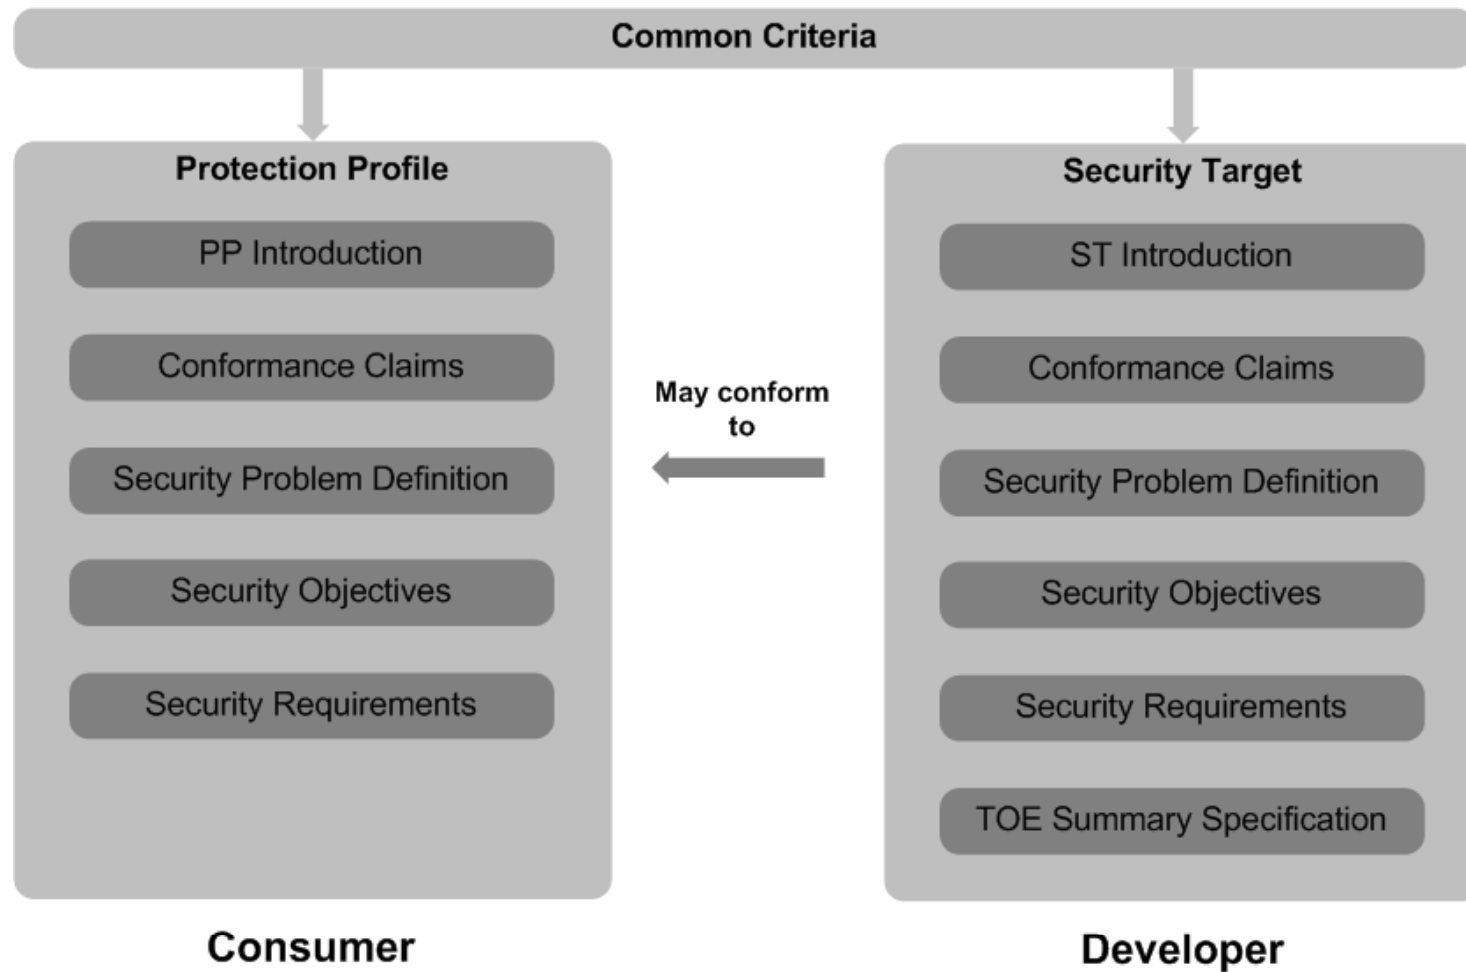 Common Criteria
Protection Profile
PP Introduction
Conformance Claims
Security Problem Definition
Security Objectives
Security Requirements
Consumer
May conform
to
Security Target
ST Introduction
Conformance Claims
Security Problem Definition
Security Objectives
Security Requirements
TOE Summary Specification
Developer